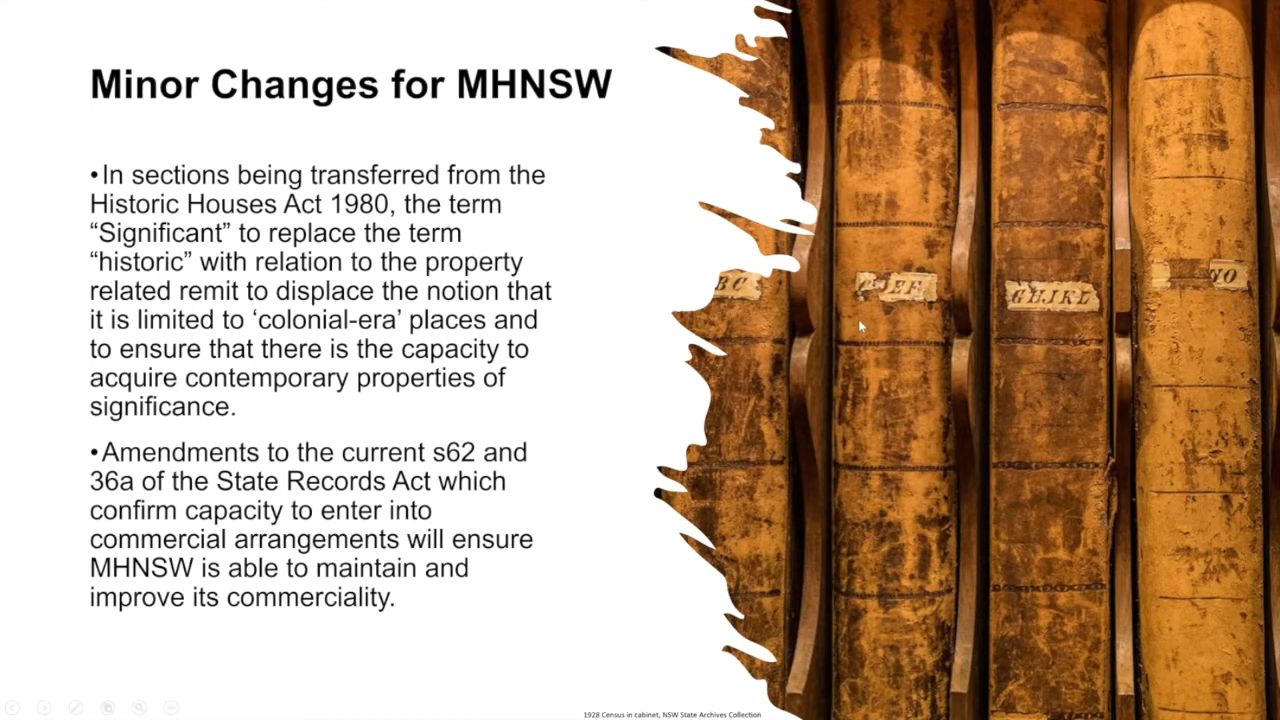 Minor Changes for MHNSW
•In sections being transferred from the
Historic Houses Act 1980, the term
“Significant” to replace the term
“historic” with relation to the property
related remit to displace the notion that
it is limited to ‘colonial-era’ places and
to ensure that there is the capacity to
acquire contemporary properties of
significance.
•Amendments to the current s62 and
36a of the State Records Act which
confirm capacity to enter into
commercial arrangements will ensure
MHNSW is able to maintain and
improve its commerciality.
BC
GHJKL
1928 Census in cabinet, NSW State Archives Collection